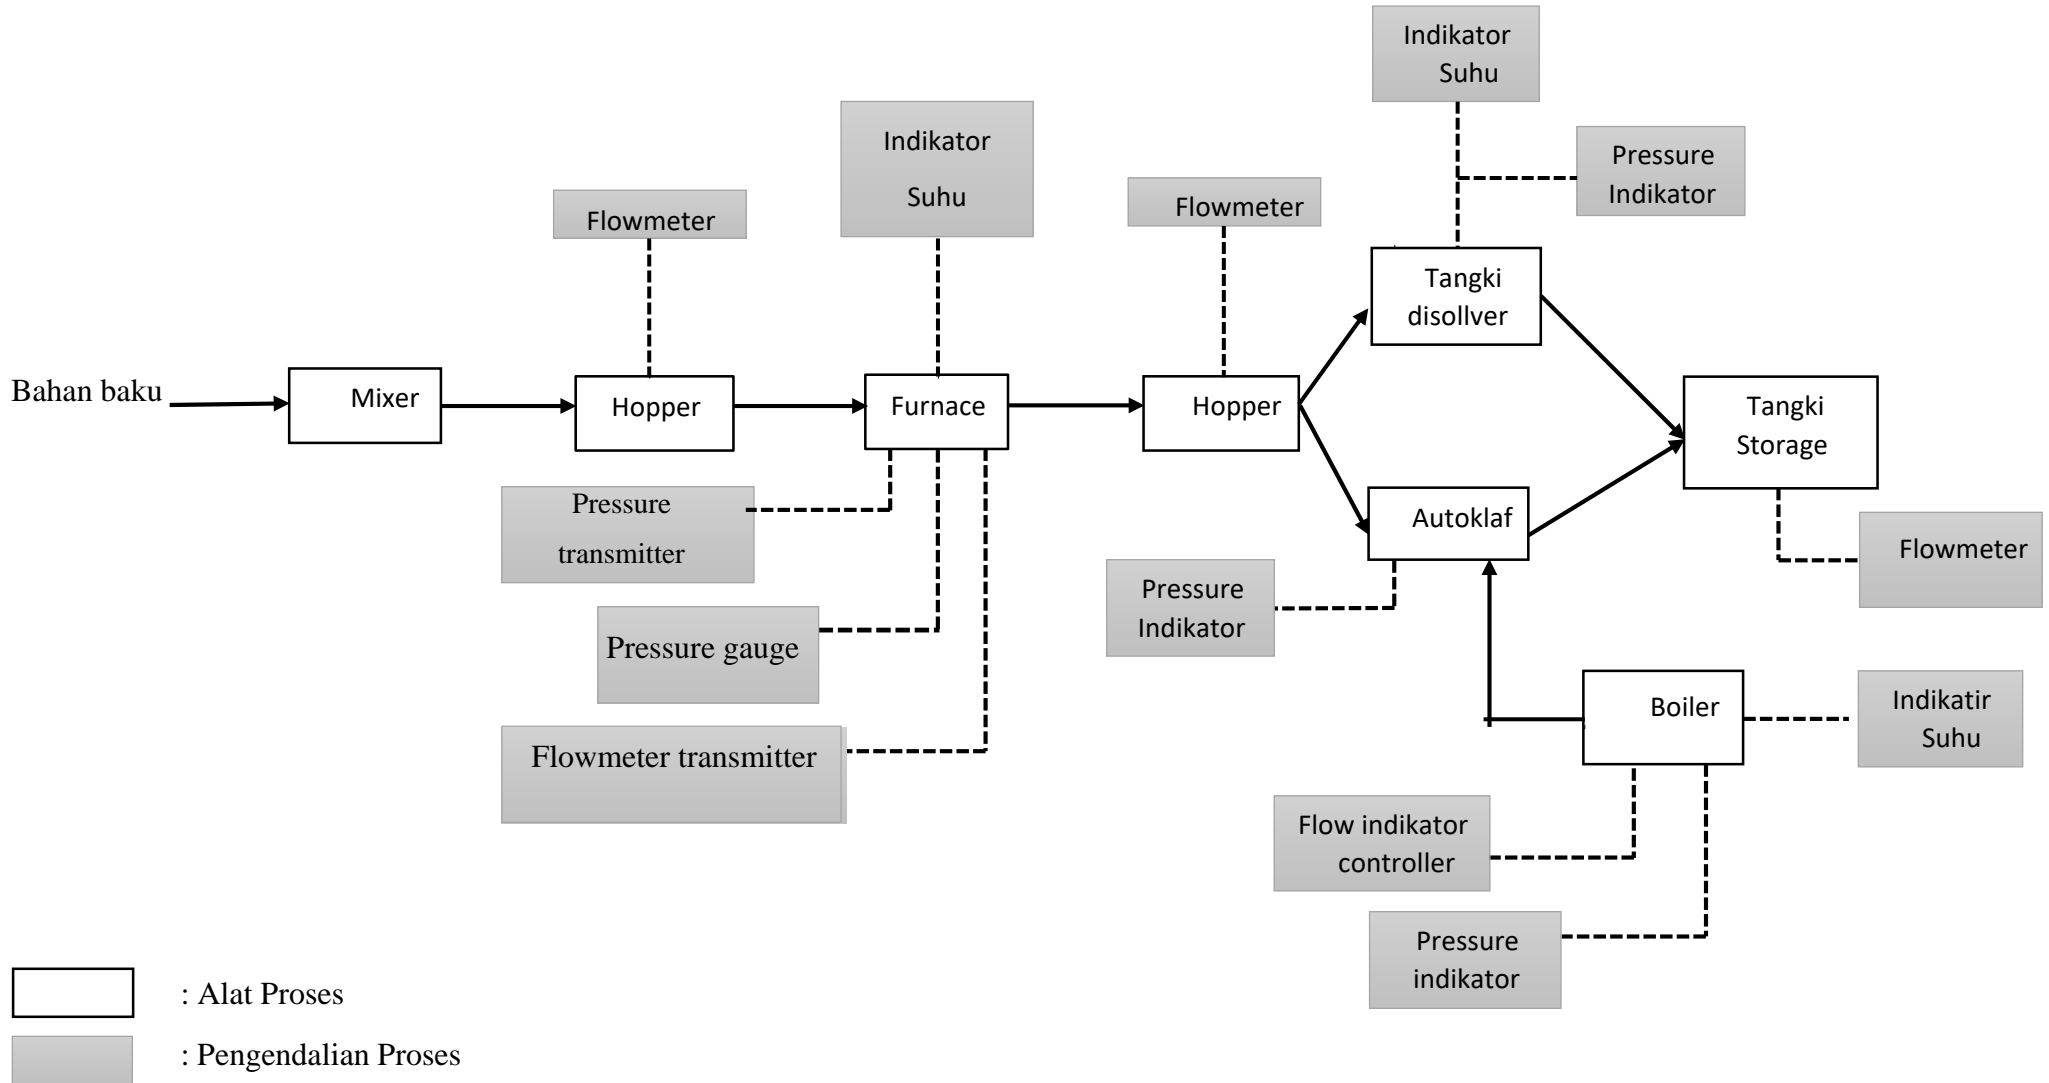 Indikator
Suhu
Pressure
Indikator
Indikator
Suhu
Flowmeter
Flowmeter
Tangki
disollver
Bahan baku
Mixer
Hopper
Furnace
Hopper
Tangki
Storage
Pressure
transmitter
Autoklaf
Flowmeter
Pressure
Indikator
Pressure gauge
Boiler
Indikatir
Suhu
Flowmeter transmitter
Flow indikator
controller
Pressure
indikator
: Alat Proses
: Pengendalian Proses